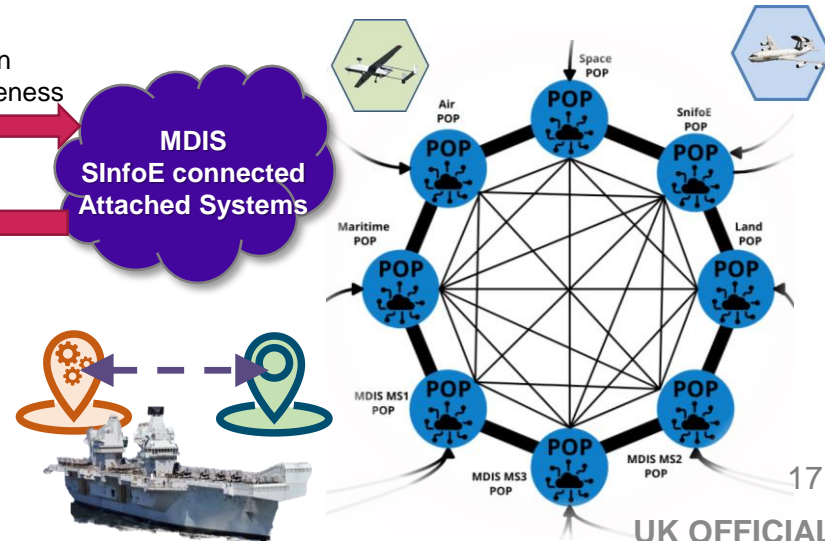 eness
MDIS
SInfoE connected
Attached Systems
Space
POP
POP
Air
POP
POP
SnifoE
POP
POP
Maritime
POP
POP
Land
POP
POP
MDIS MS1
POP
POP
MDIS MS2
POP
POP
MDIS MS3
POP
POP
17
UK OFFICIAL